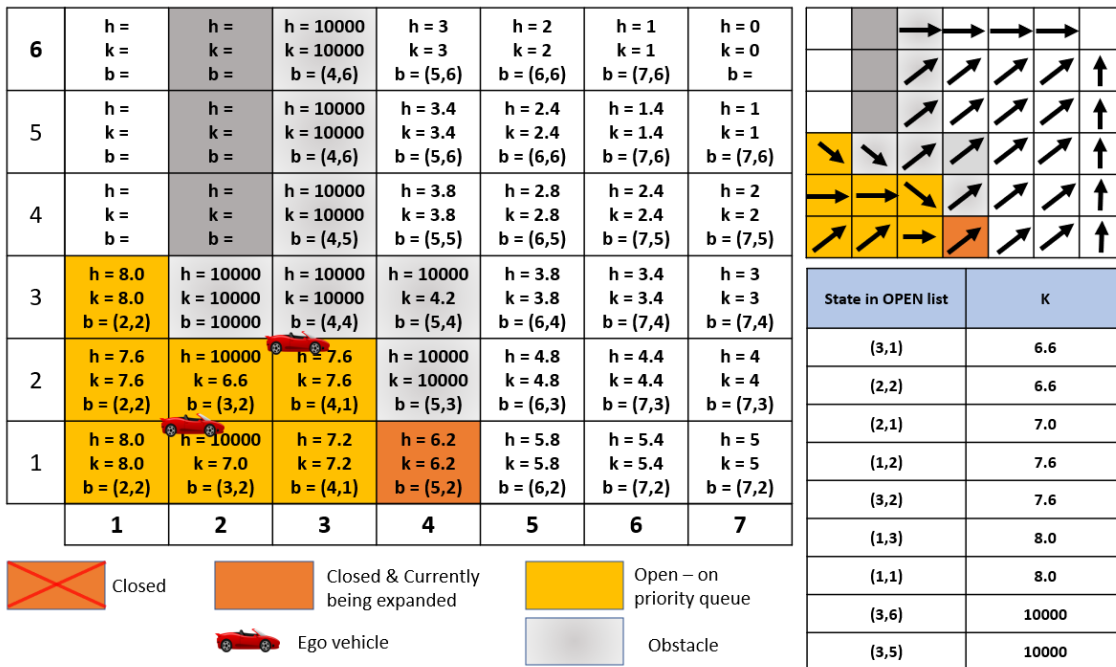 6
h =
k =
b =
h =
k =
b =
h = 10000
k = 10000
b = (4,6)
h = 3
k = 3
b = (5,6)
h = 2
k = 2
b = (6,6)
h = 1
k = 1
b = (7,6)
h = 0
k = 0
b =
5
h =
k =
b =
h =
k =
b =
h = 10000
k = 10000
b = (4,6)
h = 3.4
k = 3.4
b = (5,6)
h = 2.4
k = 2.4
b = (6,6)
h = 1.4
k = 1.4
b = (7,6)
h = 1
k = 1
b = (7,6)
4
h =
k =
b =
h =
k =
b =
h = 10000
k = 10000
b = (4,5)
h = 3.8
k = 3.8
b = (5,5)
h = 2.8
k = 2.8
b = (6,5)
h = 2.4
k = 2.4
b = (7,5)
h = 2
k = 2
b = (7,5)
3
h = 8.0
k = 8.0
b = (2,2)
h = 10000
k = 10000
b = 10000
h = 10000
k = 10000
b = (4,4)
h = 10000
k = 4.2
b = (5,4)
h = 3.8
k = 3.8
b = (6,4)
h = 3.4
k = 3.4
b = (7,4)
h = 3
k = 3
b = (7,4)
2
h = 7.6
k = 7.6
b = (2,2)
h = 10000
k = 6.6
b = (3,2)
h = 7.6
k = 7.6
b = (4,1)
h = 10000
k = 10000
b = (5,3)
h = 4.8
k = 4.8
b = (6,3)
h = 4.4
k = 4.4
b = (7,3)
h = 4
k = 4
b = (7,3)
1
h = 8.0
k = 8.0
b = (2,2)
h = 10000
k = 7.0
b = (3,2)
h = 7.2
k = 7.2
b = (4,1)
h = 6.2
k = 6.2
b = (5,2)
h = 5.8
k = 5.8
b = (6,2)
h = 5.4
k = 5.4
b = (7,2)
h = 5
k = 5
b = (7,2)
1 2 3 4 5 6 7
Closed
Closed & Currently
being expanded
Open – on
priority queue
Ego vehicle
Obstacle
State in OPEN list K
(3,1) 6.6
(2,2) 6.6
(2,1) 7.0
(1,2) 7.6
(3,2) 7.6
(1,3) 8.0
(1,1) 8.0
(3,6) 10000
(3,5) 10000